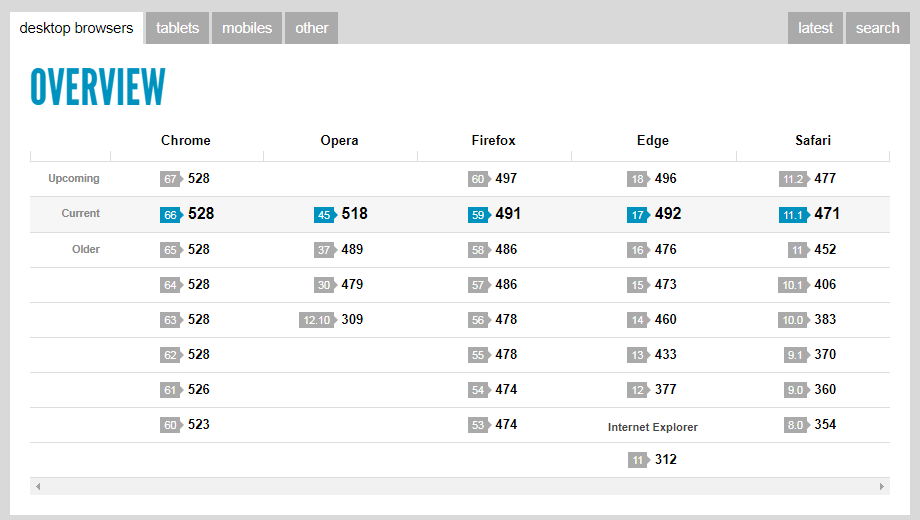 desktop browsers tablets mobiles other latest search
OVERVIEW
Chrome Opera Firefox Edge Safari
Upcoming 67 528 60 497 18 496 11.2 477
Current 66 528 45 518 59 491 17 492 11.1 471
Older 65 528 37 489 58 486 16 476 11 452
64 528 30 479 57 486 15 473 10.1 406
63 528 12.10 309 56 478 14 460 10.0 383
62 528 55 478 13 433 9.1 370
61 526 54 474 12 377 9.0 360
60 523 53 474 Internet Explorer 8.0 354
11 312